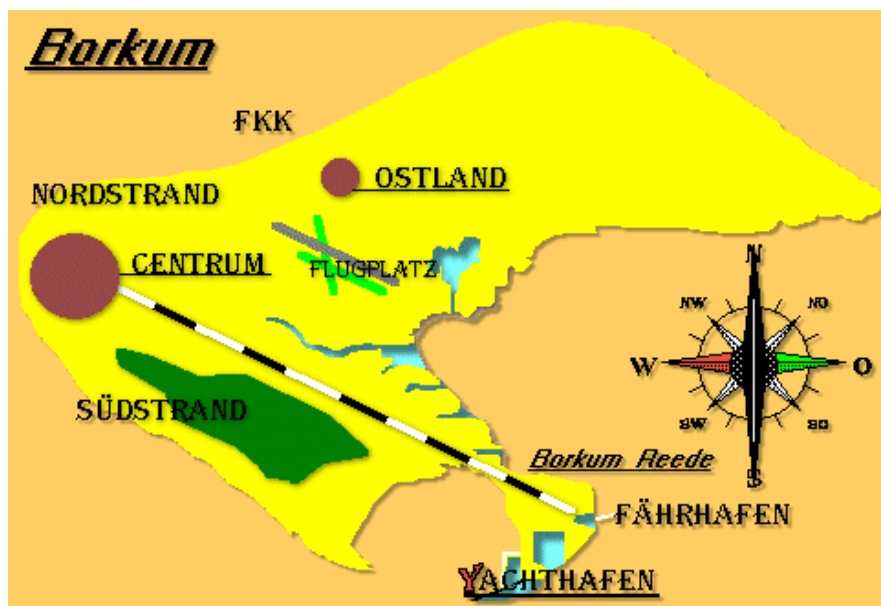 Borkum
FKK
OSTLAND
NORDSTRAND
CENTRUM
FLUGPLATZ
N
NW
NO
W
O
SÜDSTRAND
SW
SO
S
Borkum Reede
FÄHRHAFEN
YACHTHAFEN